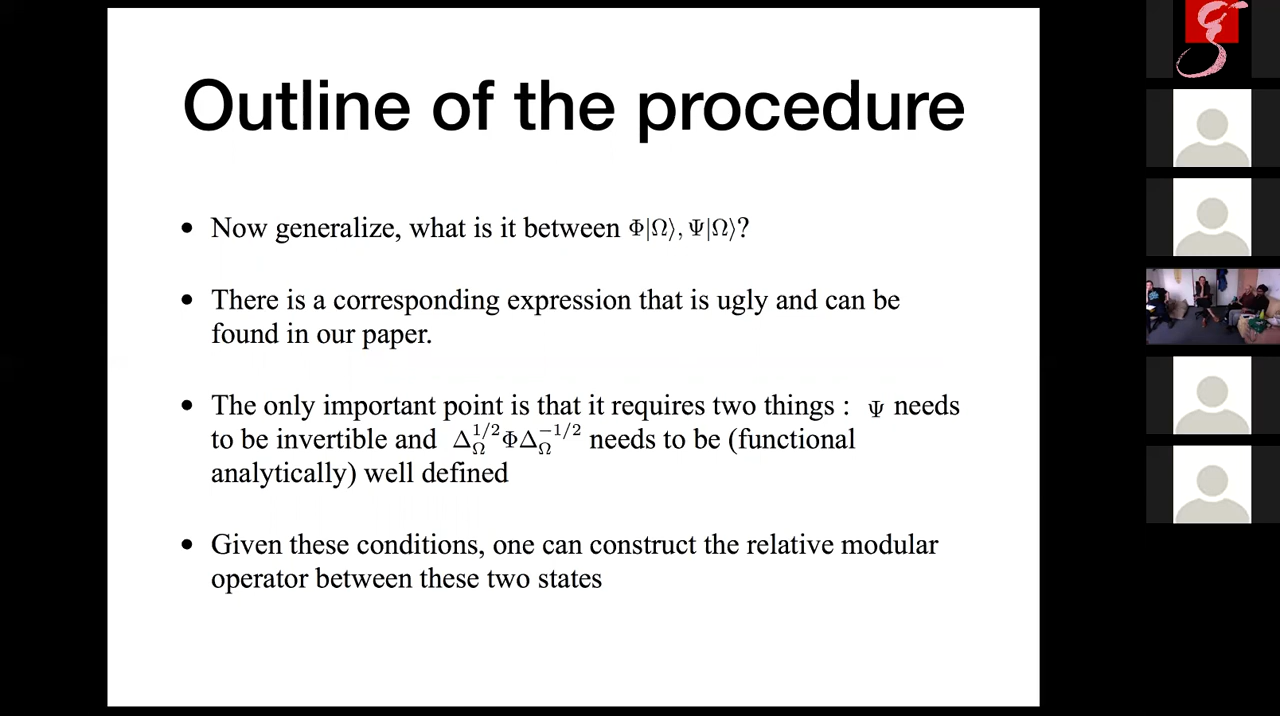 Outline of the procedure
• Now generalize, what is it between Φ|Ω⟩, Ψ|Ω⟩?
• There is a corresponding expression that is ugly and can be
found in our paper.
• The only important point is that it requires two things : Ψ needs
to be invertible and Δ_Ω^{1/2}ΦΔ_Ω^{−1/2} needs to be (functional
analytically) well defined
• Given these conditions, one can construct the relative modular
operator between these two states